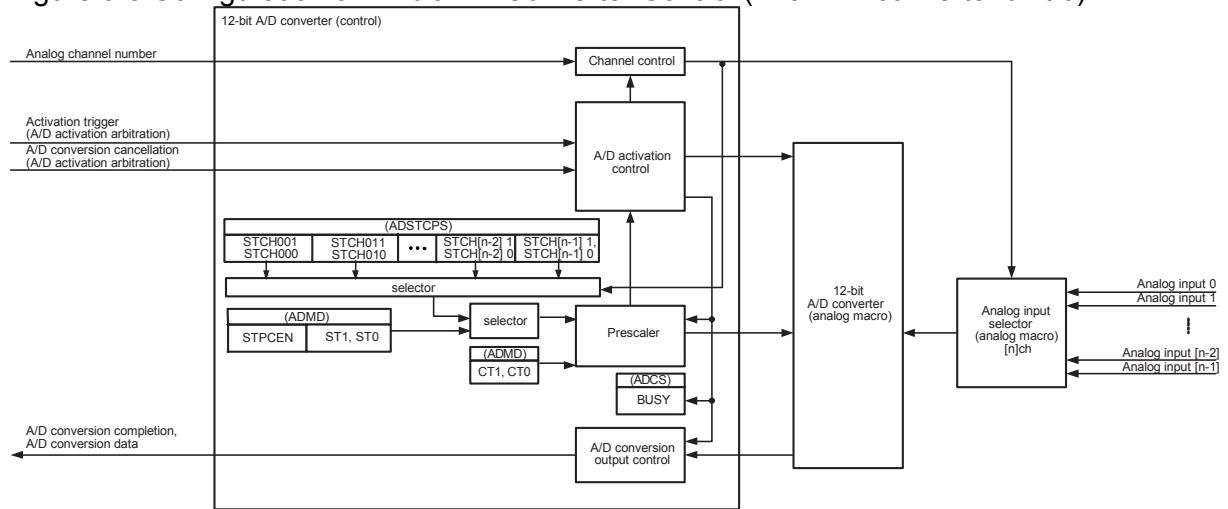 12-bit A/D converter (control)
Analog channel number
Channel control
Activation trigger
(A/D activation arbitration)
A/D conversion cancellation
(A/D activation arbitration)
A/D activation
control
(ADSTCPS)
STCH001
STCH000
STCH011
STCH010
•••
STCH[n-2] 1
STCH[n-2] 0
STCH[n-1] 1,
STCH[n-1] 0
selector
(ADMD)
STPCEN
ST1, ST0
selector
Prescaler
(ADMD)
CT1, CT0
(ADCS)
BUSY
A/D conversion completion,
A/D conversion data
A/D conversion
output control
12-bit
A/D converter
(analog macro)
Analog input
selector
(analog macro)
[n]ch
Analog input 0
Analog input 1
Analog input [n-2]
Analog input [n-1]